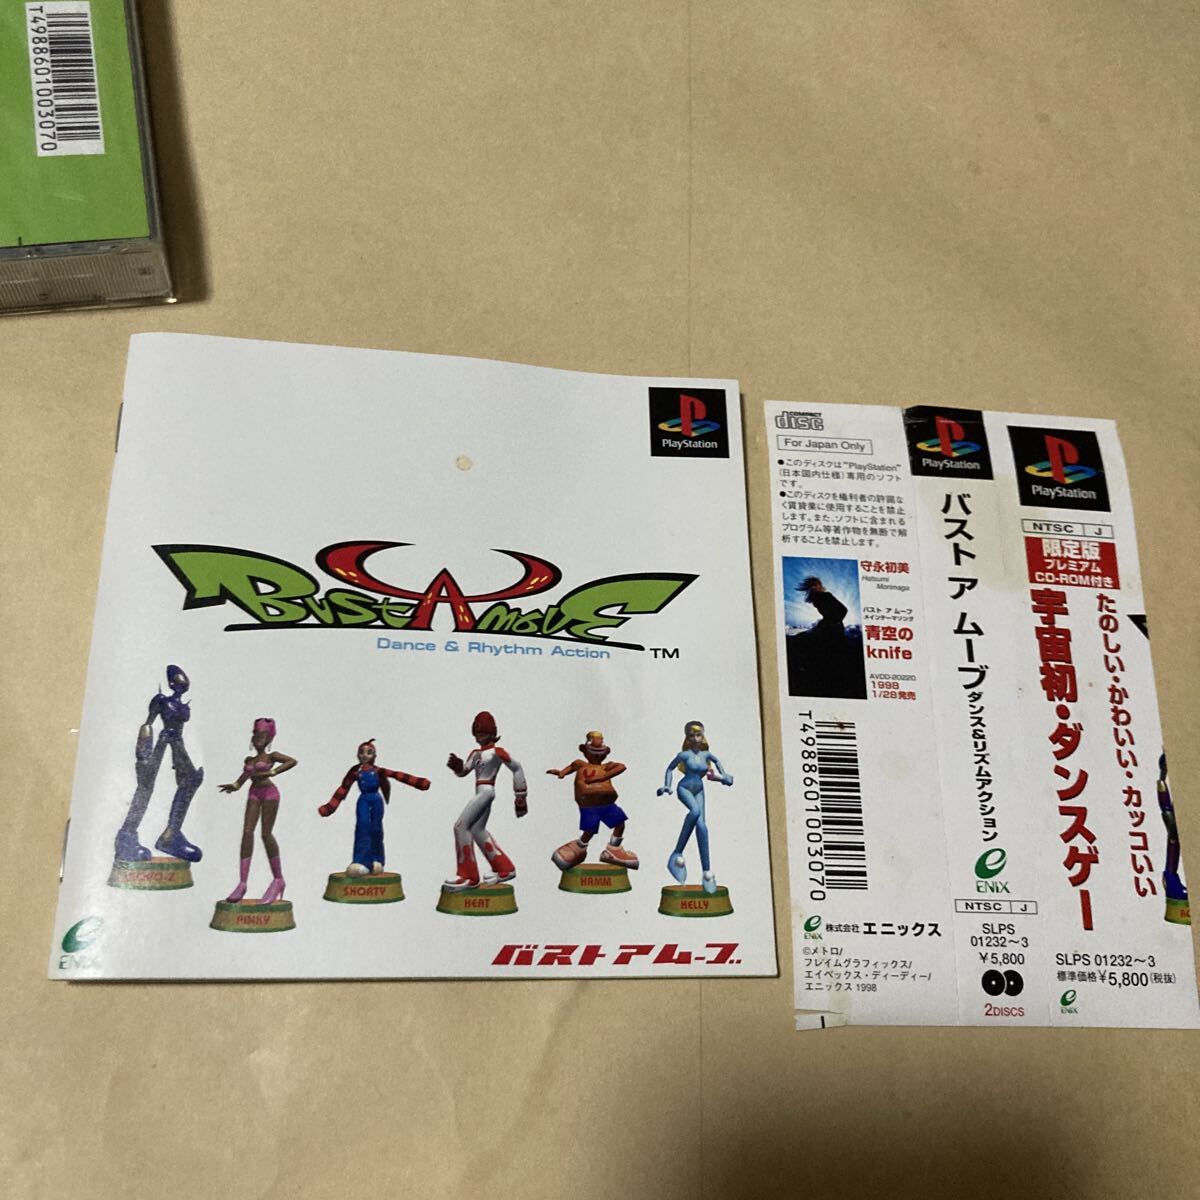 T4988601003070
PlayStation
BUST A MOVE
Dance & Rhythm Action
TM
PINKY
SHORTY
HEAT
HAMM
KELLY
ENIX
バストアムーブ
COMPACT
disc
For Japan Only
●このディスクは"PlayStation"
(日本国内仕様)専用のソフト
です。
●このディスクを権利者の許諾な
く賃貸業に使用することを禁止
します。また、ソフトに含まれる
プログラム等著作物を無断で解
析することを禁止します。
守永初美
Hatsumi
Morinaga
バスト ア ムーブ
メインテーマソング
青空の
knife
AVDD-20220
1998
1/28発売
T4988601003070
ENIX
株式会社 エニックス
©メトロ/
フレイムグラフィックス/
エイベックス・ディーディー/
エニックス 1998
PlayStation
バスト ア ムーブ
ダンス&リズムアクション
ENIX
NTSC J
SLPS
01232~3
¥5,800
2DISCS
PlayStation
NTSC J
限定版
プレミアム
CD-ROM付き
たのしい・かわいい・カッコいい
宇宙初・ダンスゲー
SLPS 01232~3
標準価格¥5,800(税抜)
ENIX